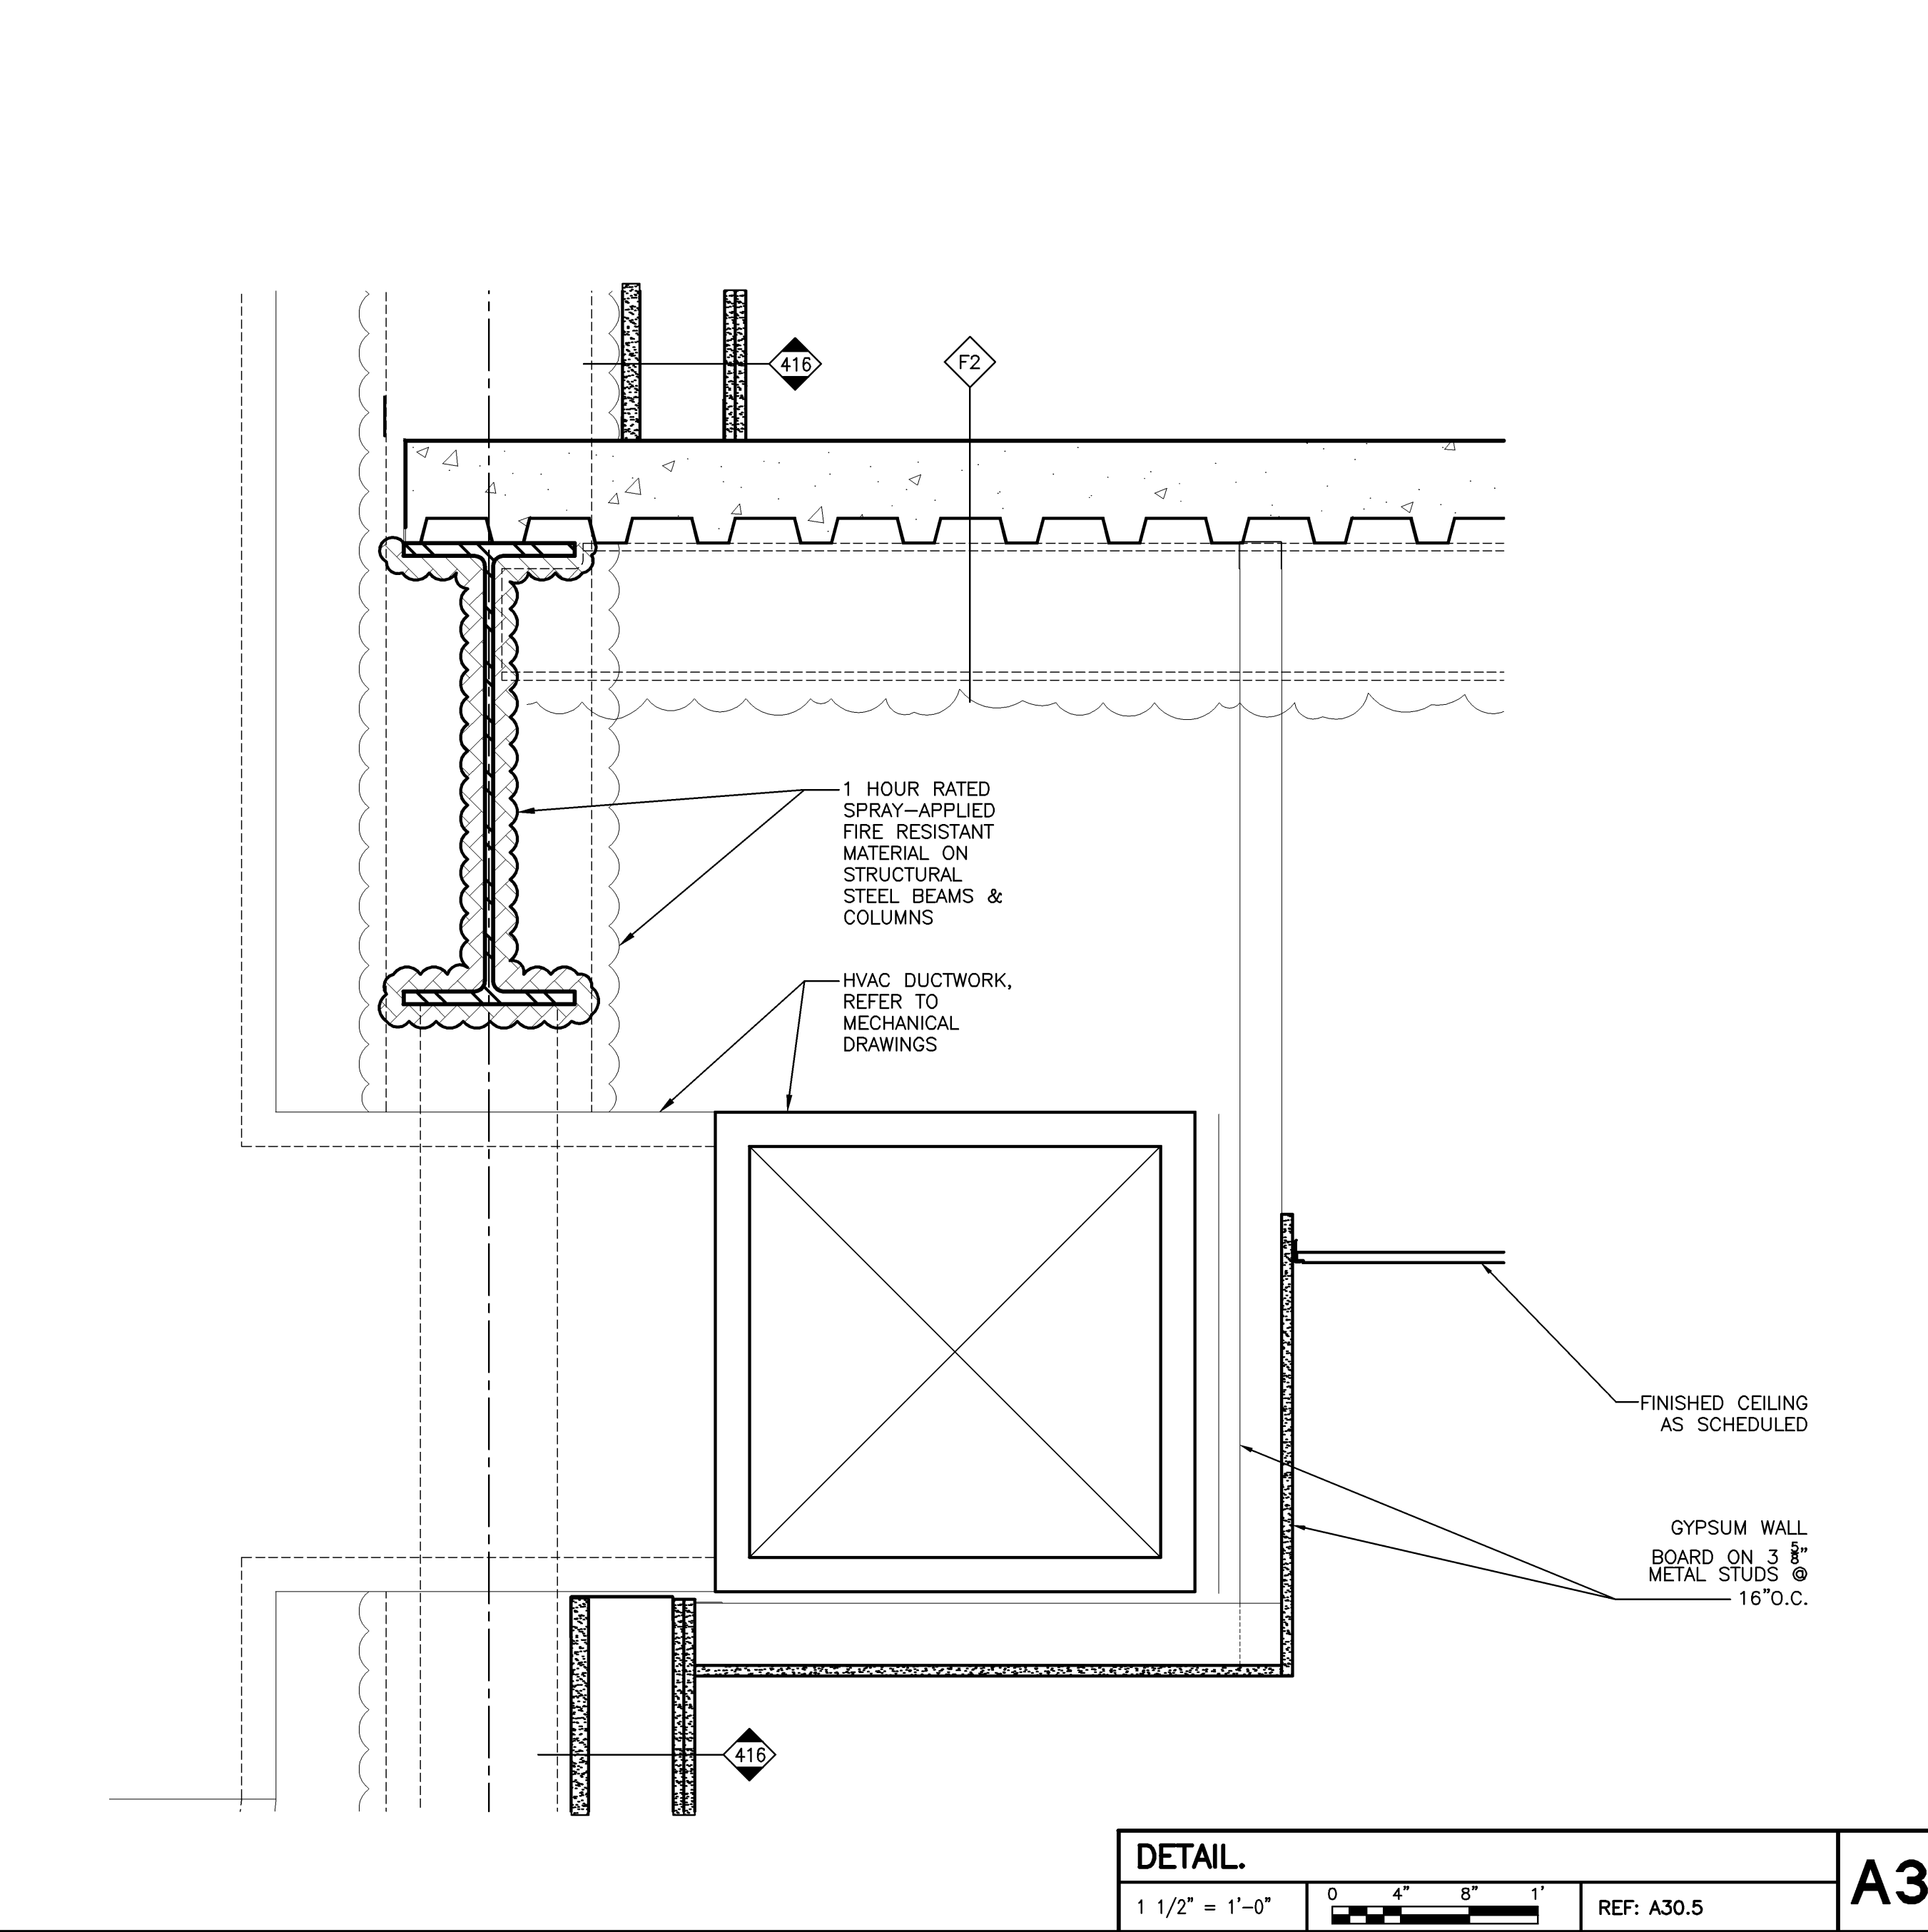 416
F2
1 HOUR RATED
SPRAY-APPLIED
FIRE RESISTANT
MATERIAL ON
STRUCTURAL
STEEL BEAMS &
COLUMNS
HVAC DUCTWORK,
REFER TO
MECHANICAL
DRAWINGS
FINISHED CEILING
AS SCHEDULED
GYPSUM WALL
BOARD ON 3 5/8"
METAL STUDS @
16"O.C.
416
DETAIL.
1 1/2" = 1'-0"
0 4" 8" 1'
REF: A30.5
A3